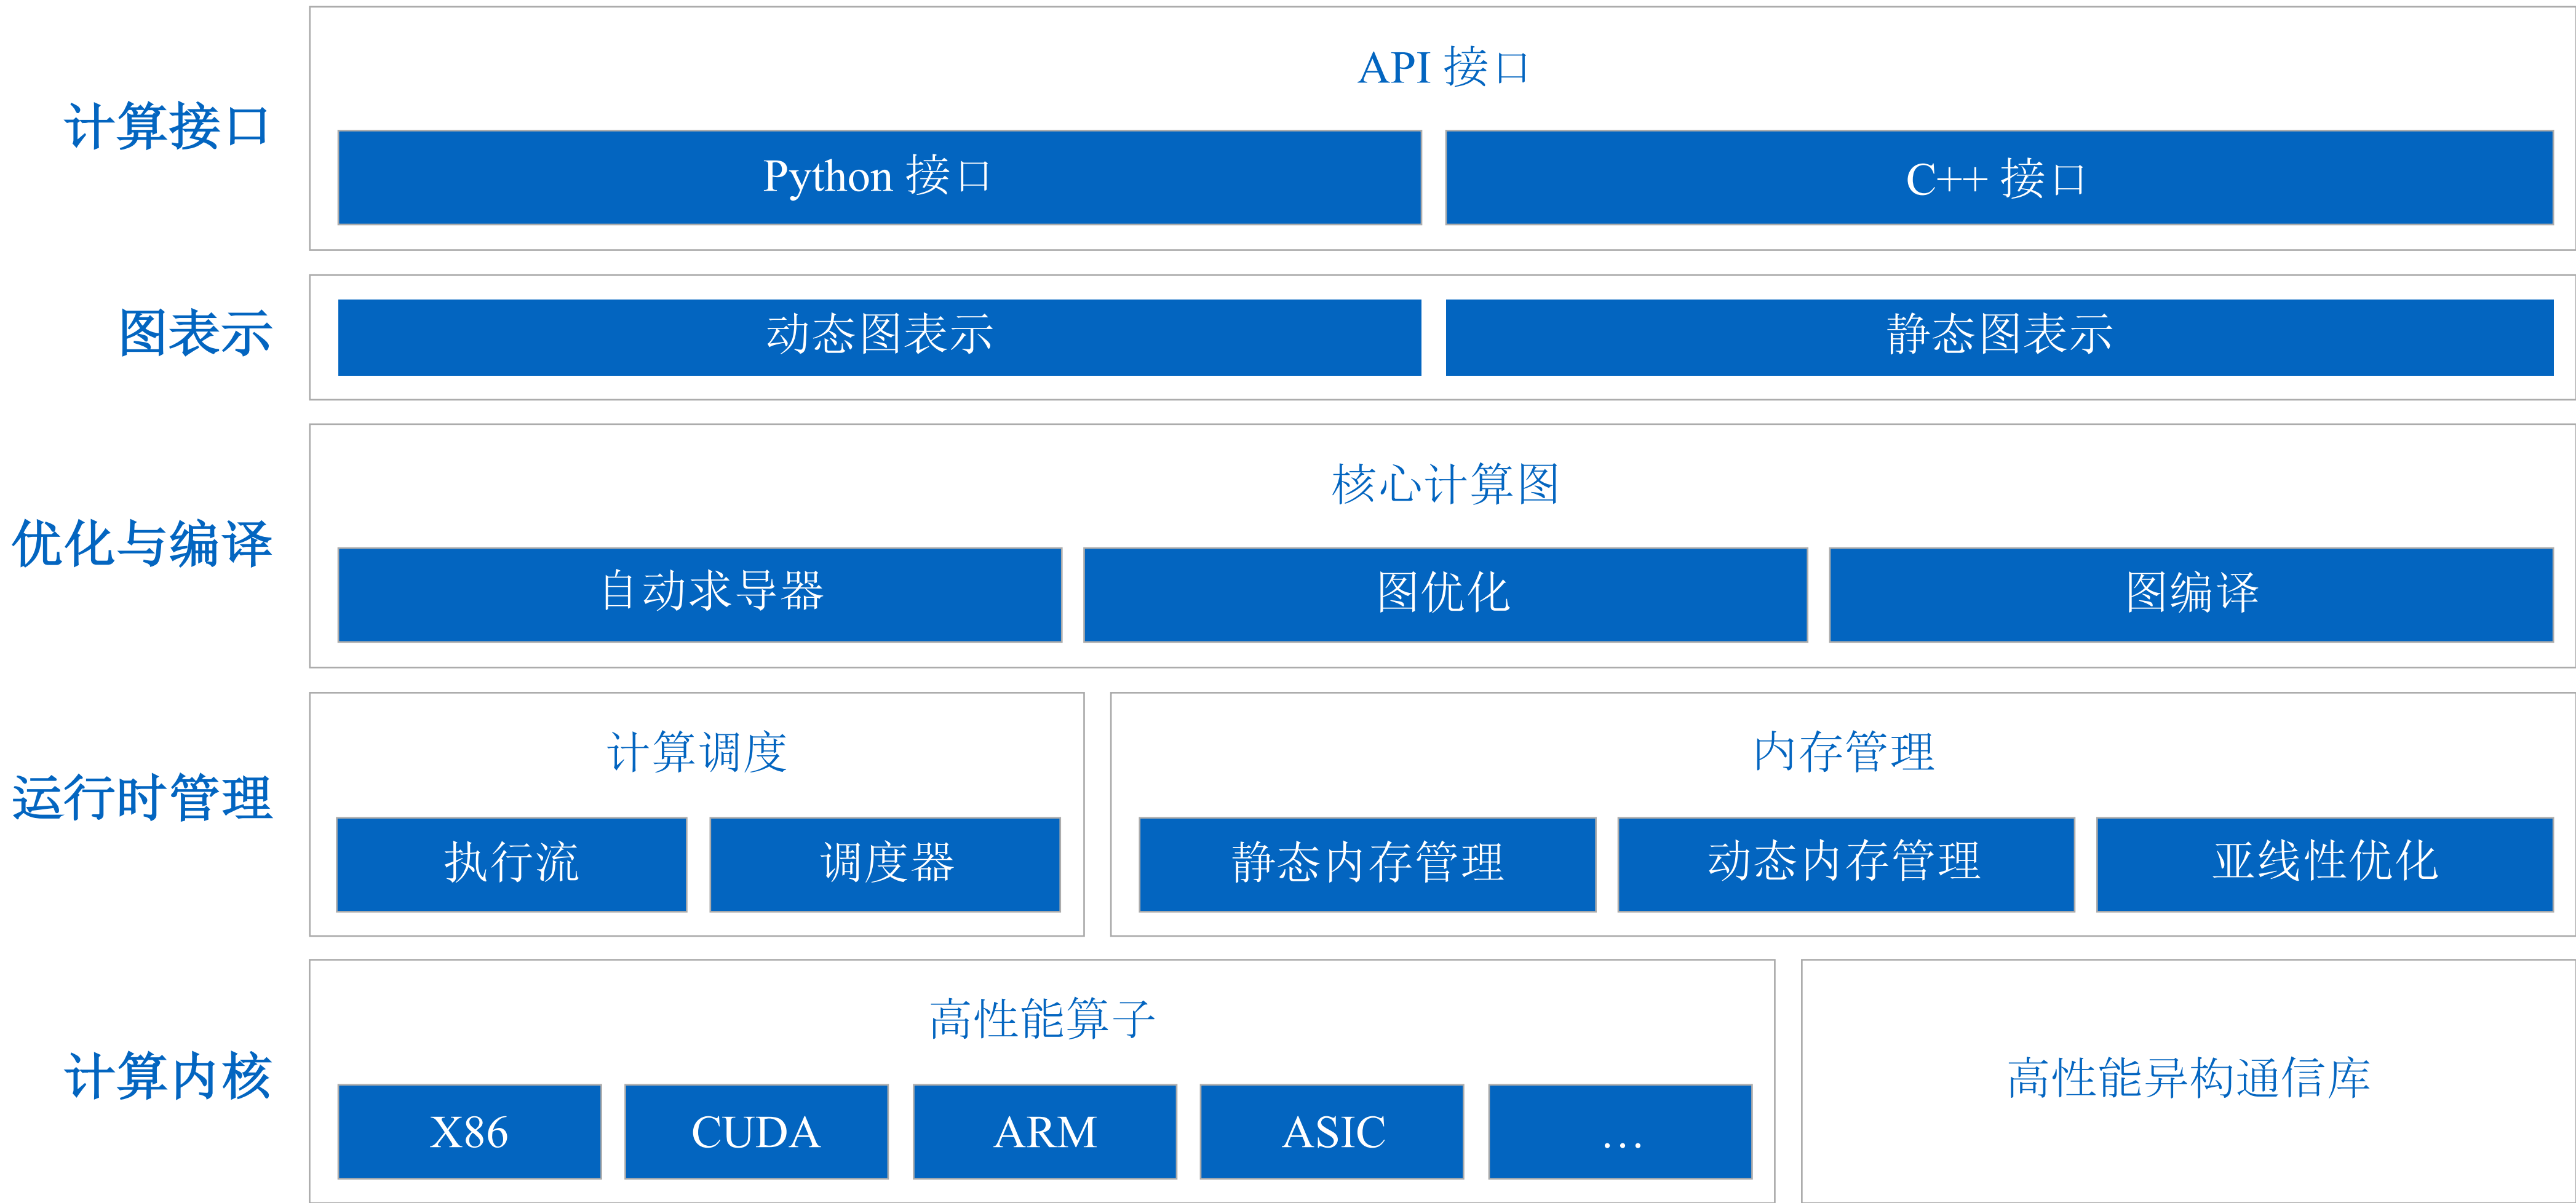 计算接口
API 接口
Python 接口
C++ 接口
图表示
动态图表示
静态图表示
优化与编译
核心计算图
自动求导器
图优化
图编译
运行时管理
计算调度
执行流
调度器
内存管理
静态内存管理
动态内存管理
亚线性优化
计算内核
高性能算子
X86
CUDA
ARM
ASIC
…
高性能异构通信库